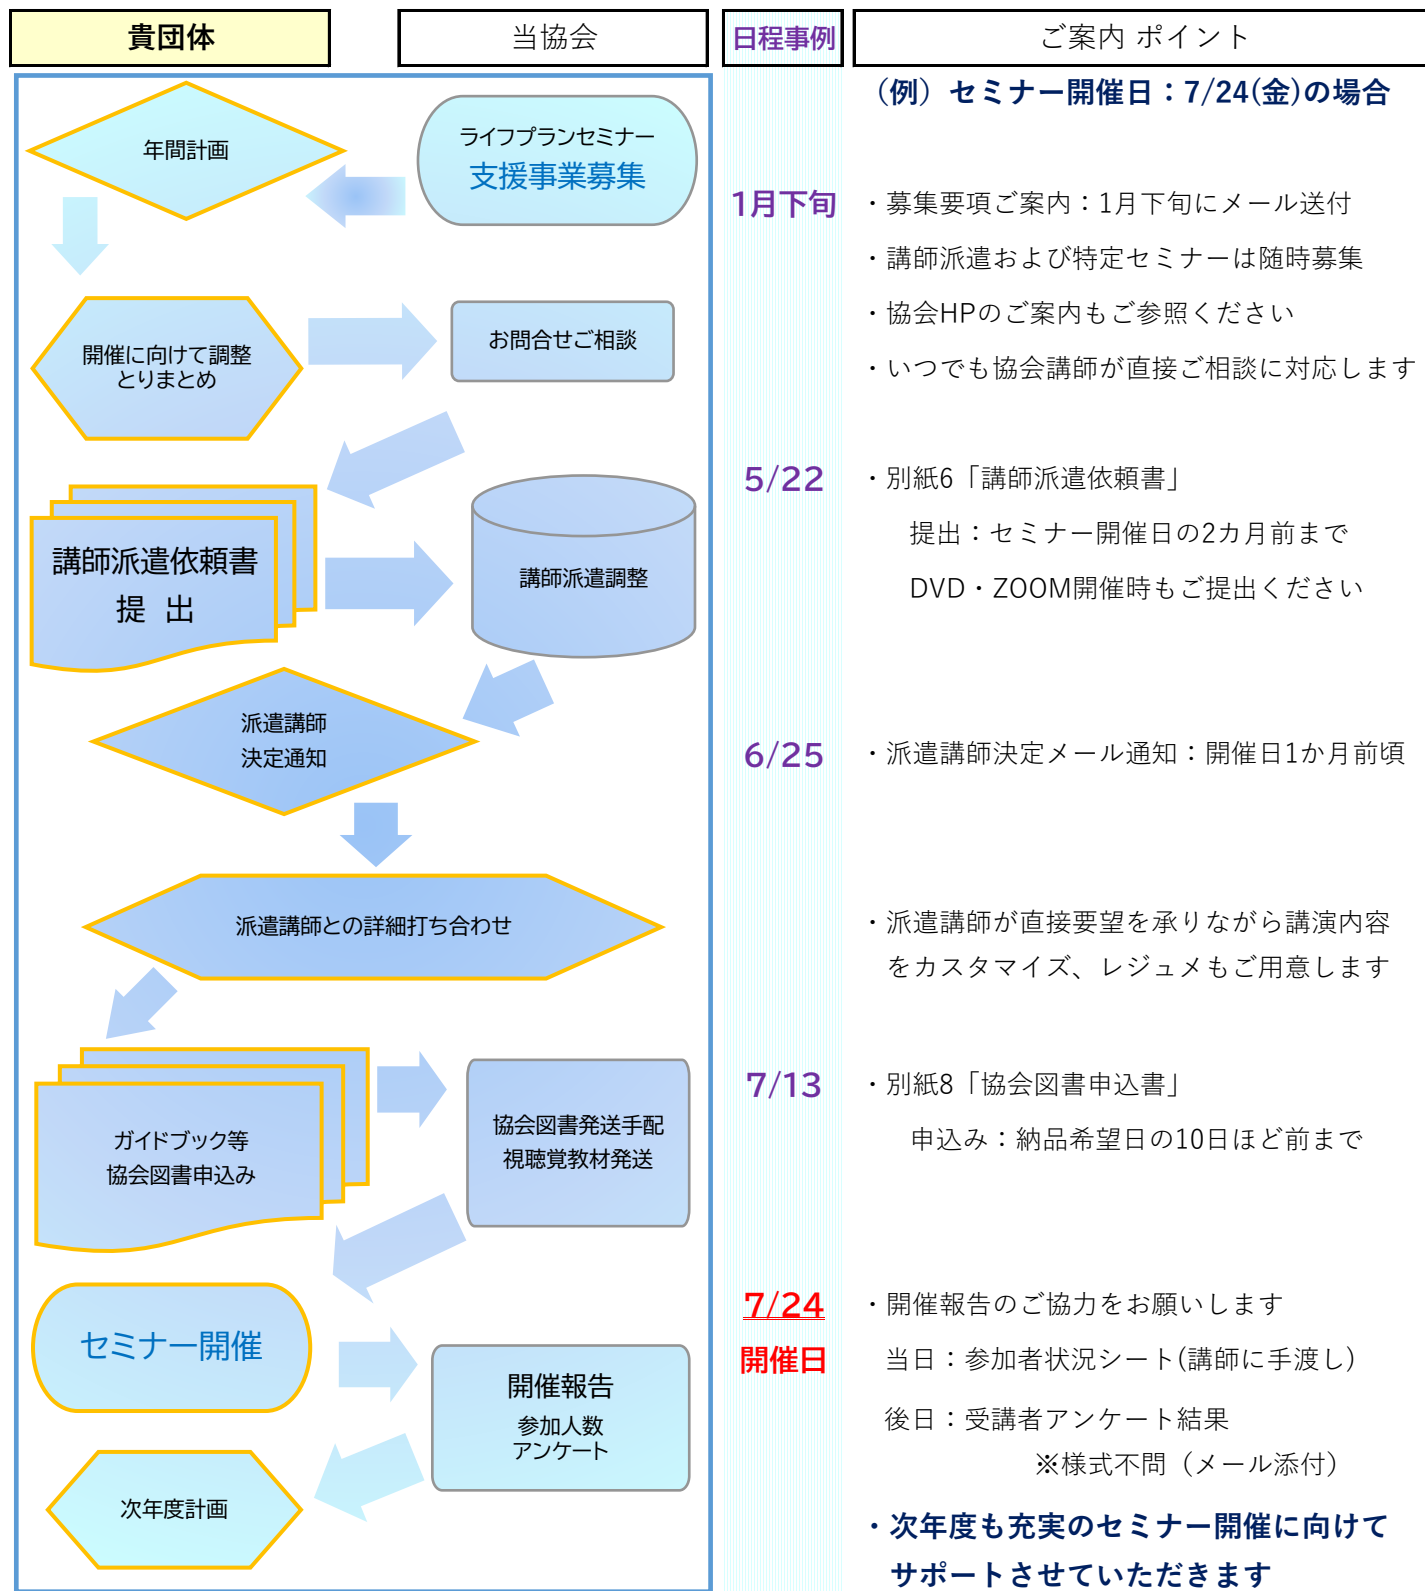 貴団体
当協会
日程事例
ご案内 ポイント
（例）セミナー開催日：7/24(金)の場合
年間計画
ライフプランセミナー
支援事業募集
1月下旬
・募集要項ご案内：1月下旬にメール送付
・講師派遣および特定セミナーは随時募集
・協会HPのご案内もご参照ください
・いつでも協会講師が直接ご相談に対応します
開催に向けて調整
とりまとめ
お問合せご相談
5/22
・別紙6「講師派遣依頼書」
提出：セミナー開催日の2カ月前まで
DVD・ZOOM開催時もご提出ください
講師派遣依頼書
提 出
講師派遣調整
派遣講師
決定通知
6/25
・派遣講師決定メール通知：開催日1か月前頃
派遣講師との詳細打ち合わせ
・派遣講師が直接要望を承りながら講演内容
をカスタマイズ、レジュメもご用意します
7/13
・別紙8「協会図書申込書」
申込み：納品希望日の10日ほど前まで
ガイドブック等
協会図書申込み
協会図書発送手配
視聴覚教材発送
7/24
開催日
・開催報告のご協力をお願いします
当日：参加者状況シート(講師に手渡し)
後日：受講者アンケート結果
※様式不問（メール添付）
セミナー開催
開催報告
参加人数
アンケート
次年度計画
・次年度も充実のセミナー開催に向けて
サポートさせていただきます